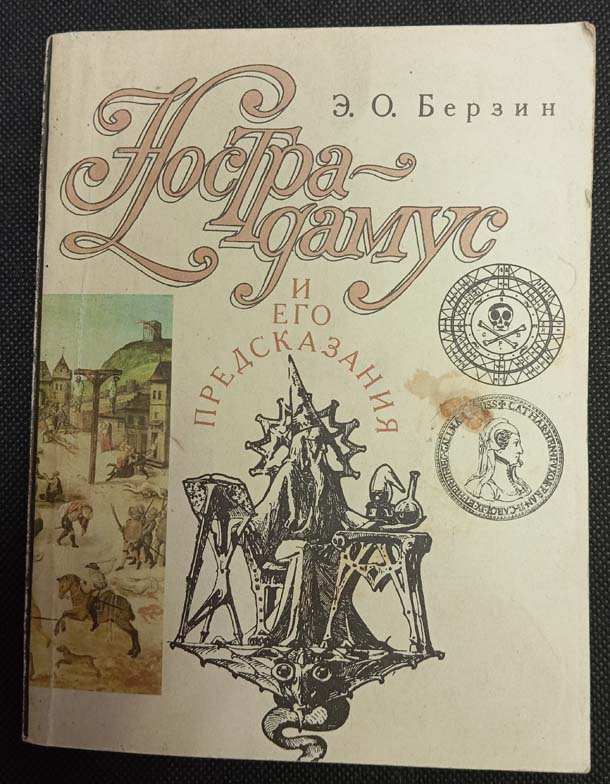 Э. О. Берзин
Ностра-
дамус
И
ЕГО
ПРЕДСКАЗАНИЯ